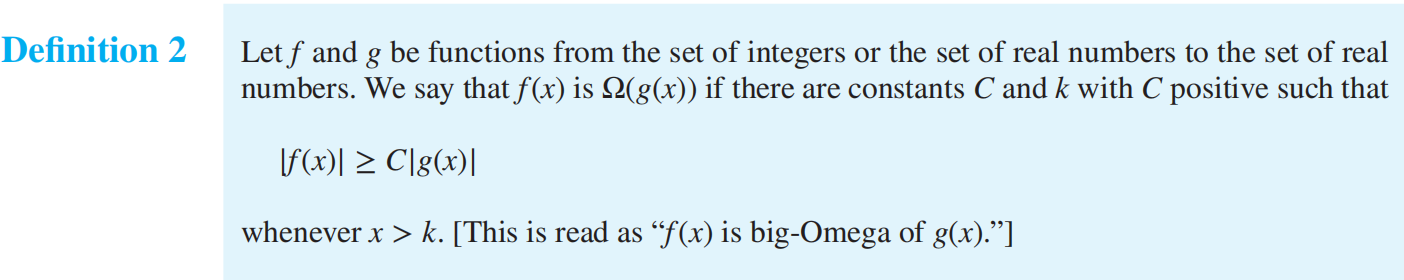 Definition 2 Let f and g be functions from the set of integers or the set of real numbers to the set of real
numbers. We say that f(x) is Ω(g(x)) if there are constants C and k with C positive such that
|f(x)| ≥ C|g(x)|
whenever x > k. [This is read as “f(x) is big-Omega of g(x).”]